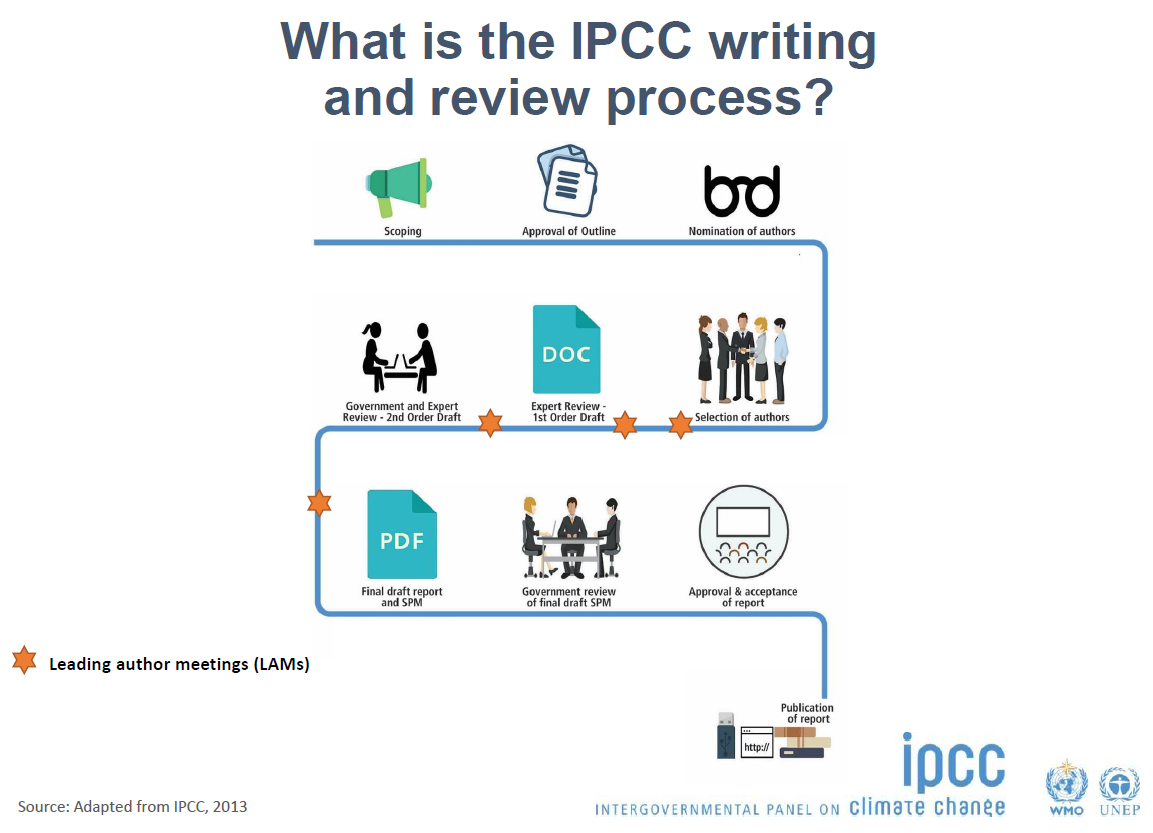 What is the IPCC writing
and review process?
Scoping
Approval of Outline
Nomination of authors
Government and Expert
Review - 2nd Order Draft
DOC
Expert Review -
1st Order Draft
Selection of authors
PDF
Final draft report
and SPM
Government review
of final draft SPM
Approval & acceptance
of report
Leading author meetings (LAMs)
Publication
of report
http://
Source: Adapted from IPCC, 2013
ipcc
INTERGOVERNMENTAL PANEL ON climate change
WMO
UNEP